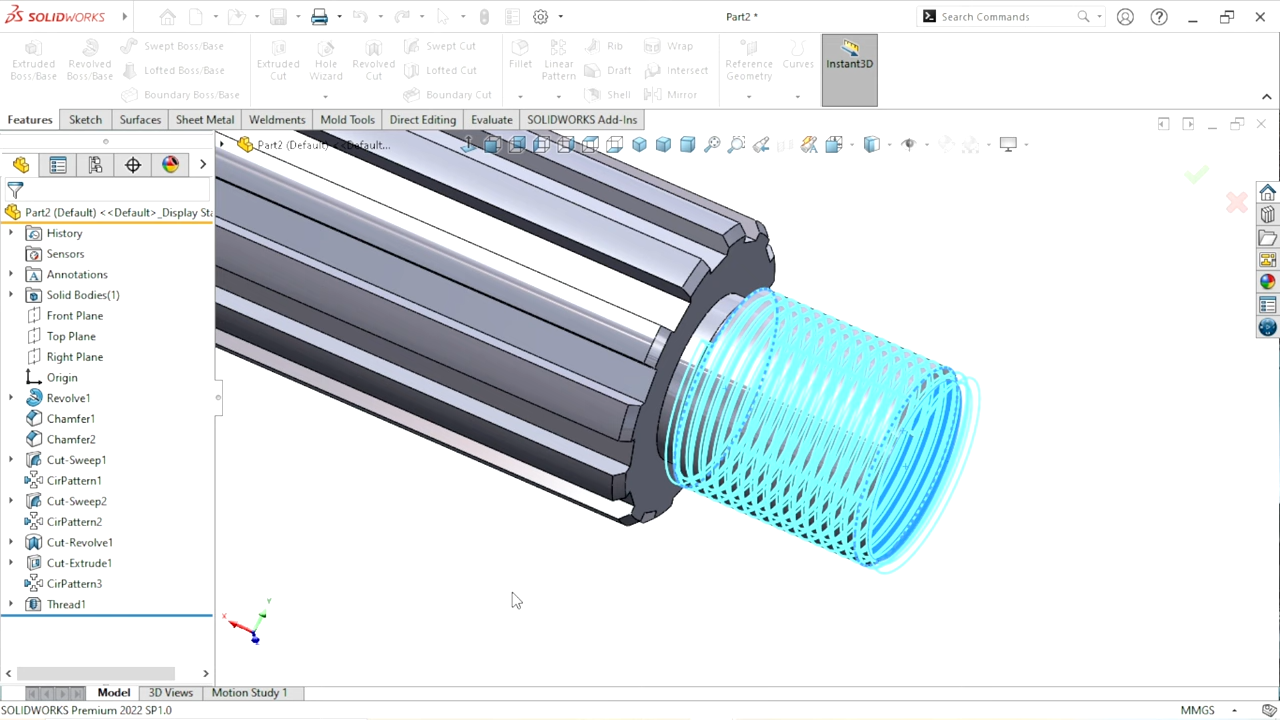 SOLIDWORKS
Part2 *
Search Commands
Extruded Boss/Base
Revolved Boss/Base
Swept Boss/Base
Lofted Boss/Base
Boundary Boss/Base
Extruded Cut
Hole Wizard
Revolved Cut
Swept Cut
Lofted Cut
Boundary Cut
Fillet
Linear Pattern
Rib
Draft
Shell
Wrap
Intersect
Mirror
Reference Geometry
Curves
Instant3D
Features
Sketch
Surfaces
Sheet Metal
Weldments
Mold Tools
Direct Editing
Evaluate
SOLIDWORKS Add-Ins
Part2 (Default) <<Default...
Part2 (Default) <<Default>_Display Sta
History
Sensors
Annotations
Solid Bodies(1)
Front Plane
Top Plane
Right Plane
Origin
Revolve1
Chamfer1
Chamfer2
Cut-Sweep1
CirPattern1
Cut-Sweep2
CirPattern2
Cut-Revolve1
Cut-Extrude1
CirPattern3
Thread1
Y
X
Model
3D Views
Motion Study 1
SOLIDWORKS Premium 2022 SP1.0
MMGS